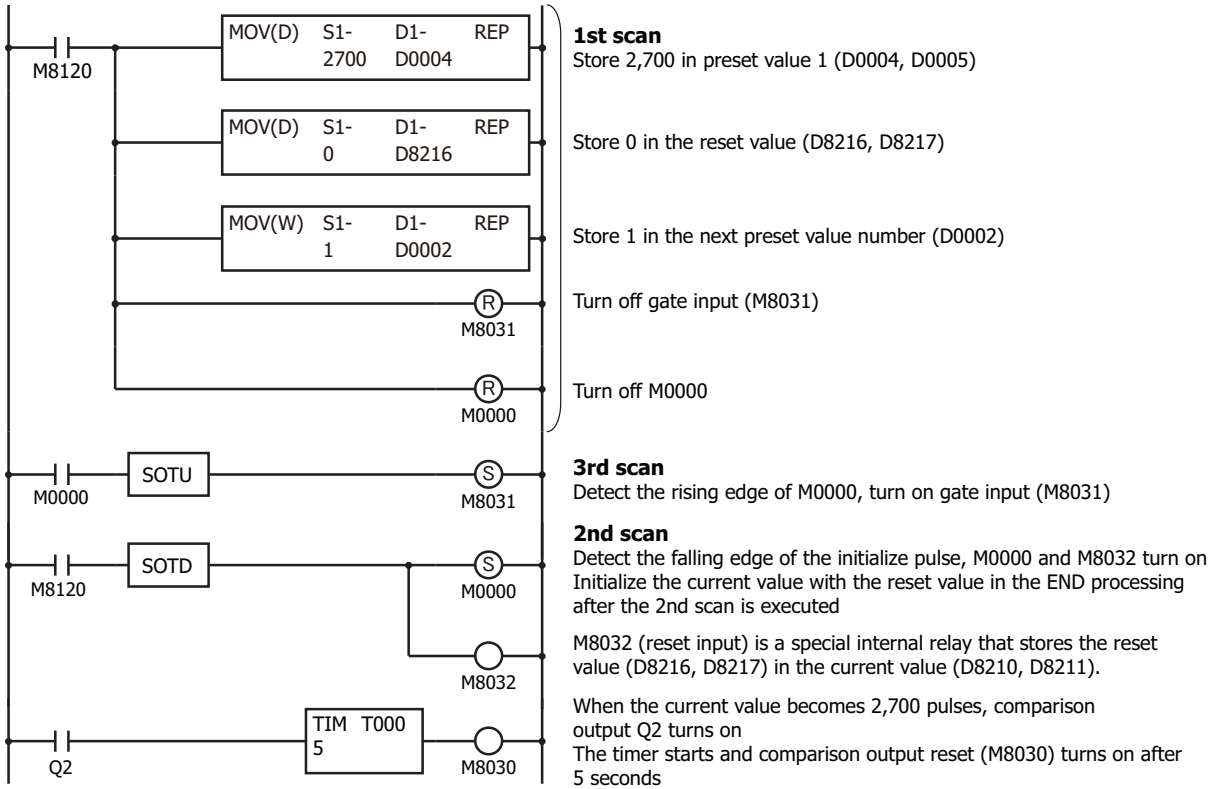 MOV(D) S1- D1- REP
2700 D0004
M8120
1st scan
Store 2,700 in preset value 1 (D0004, D0005)
MOV(D) S1- D1- REP
0 D8216
Store 0 in the reset value (D8216, D8217)
MOV(W) S1- D1- REP
1 D0002
Store 1 in the next preset value number (D0002)
R
M8031
Turn off gate input (M8031)
R
M0000
Turn off M0000
M0000
SOTU
S
M8031
3rd scan
Detect the rising edge of M0000, turn on gate input (M8031)
M8120
SOTD
S
M0000
2nd scan
Detect the falling edge of the initialize pulse, M0000 and M8032 turn on
Initialize the current value with the reset value in the END processing
after the 2nd scan is executed
M8032
M8032 (reset input) is a special internal relay that stores the reset
value (D8216, D8217) in the current value (D8210, D8211).
Q2
TIM T000
5
M8030
When the current value becomes 2,700 pulses, comparison
output Q2 turns on
The timer starts and comparison output reset (M8030) turns on after
5 seconds